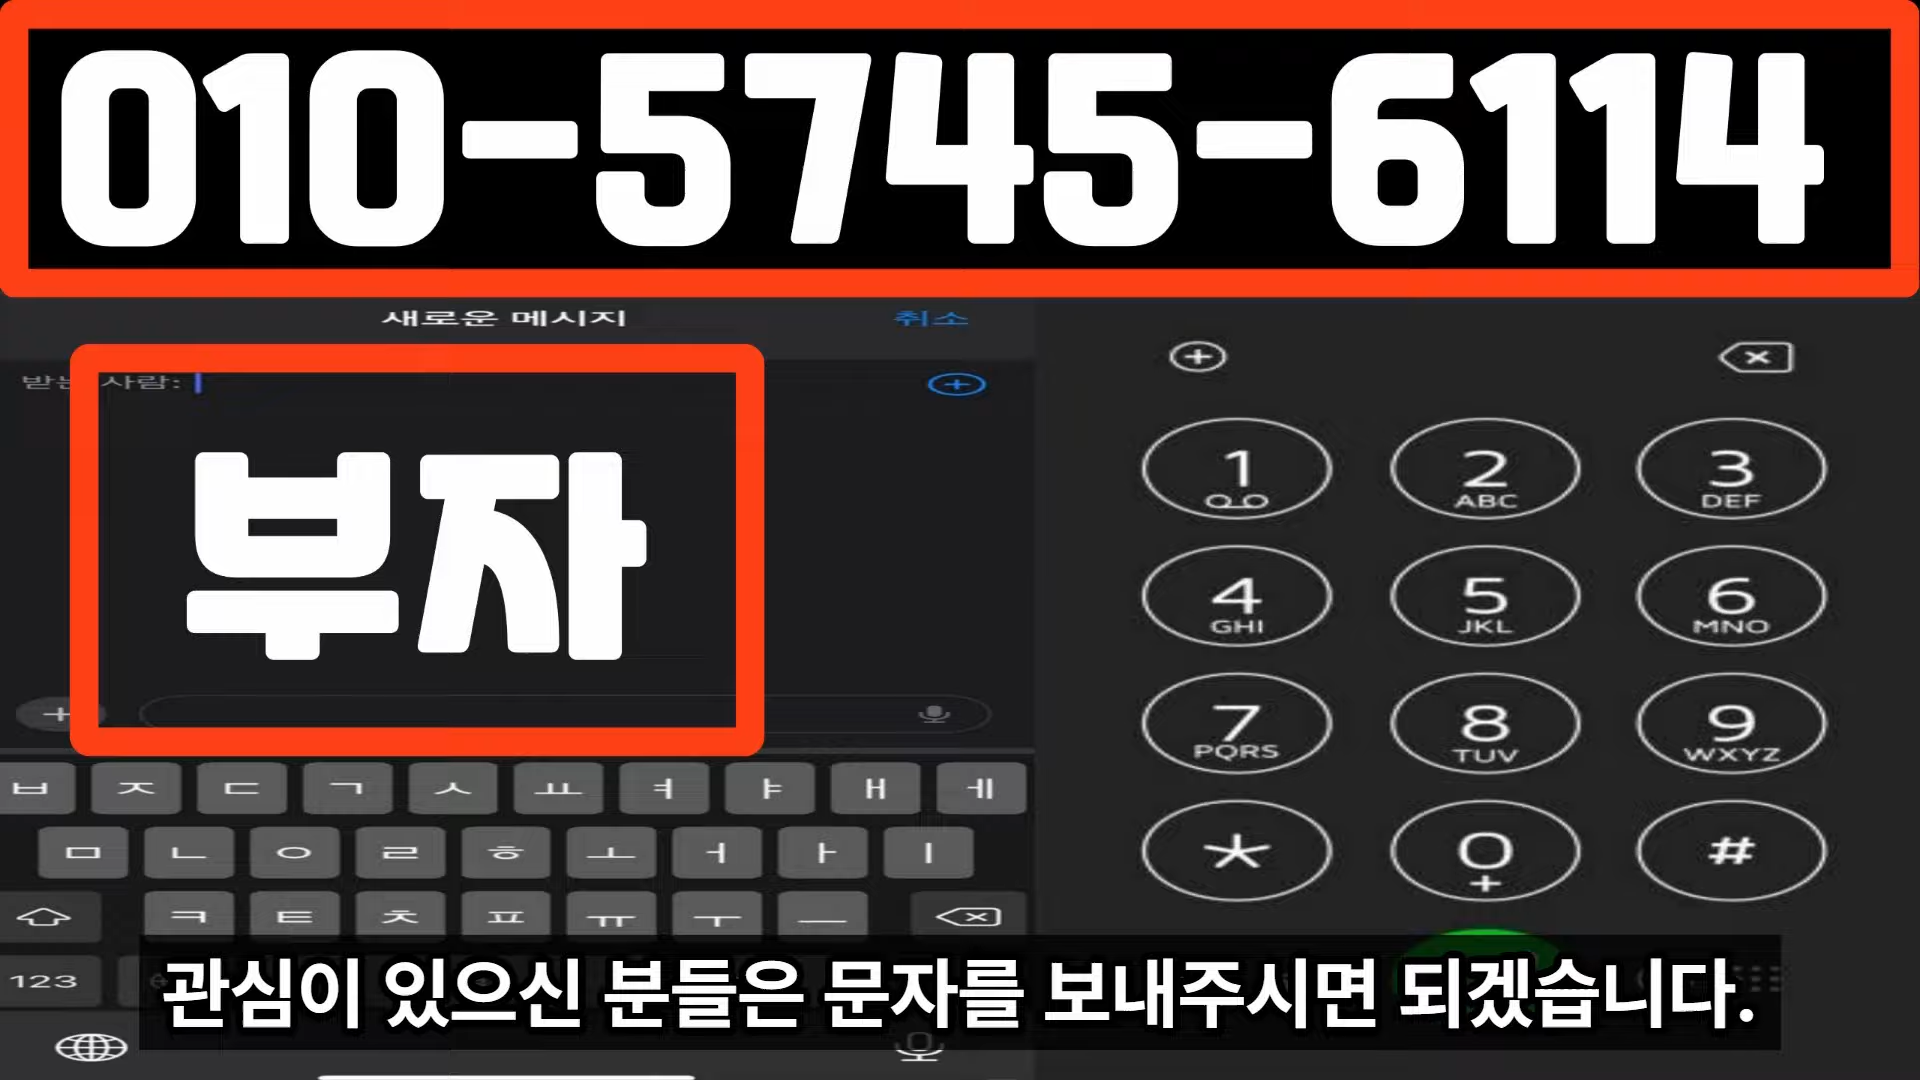 010-5745-6114
새로운 메시지 취소
받는 사람:
부자
1
2 ABC
3 DEF
4 GHI
5 JKL
6 MNO
7 PQRS
8 TUV
9 WXYZ
*
0 +
#
ㅂ ㅈ ㄷ ㄱ ㅅ ㅛ ㅕ ㅑ ㅐ ㅔ
ㅁ ㄴ ㅇ ㄹ ㅎ ㅗ ㅓ ㅏ ㅣ
ㅋ ㅌ ㅊ ㅍ ㅠ ㅜ ㅡ
123
관심이 있으신 분들은 문자를 보내주시면 되겠습니다.